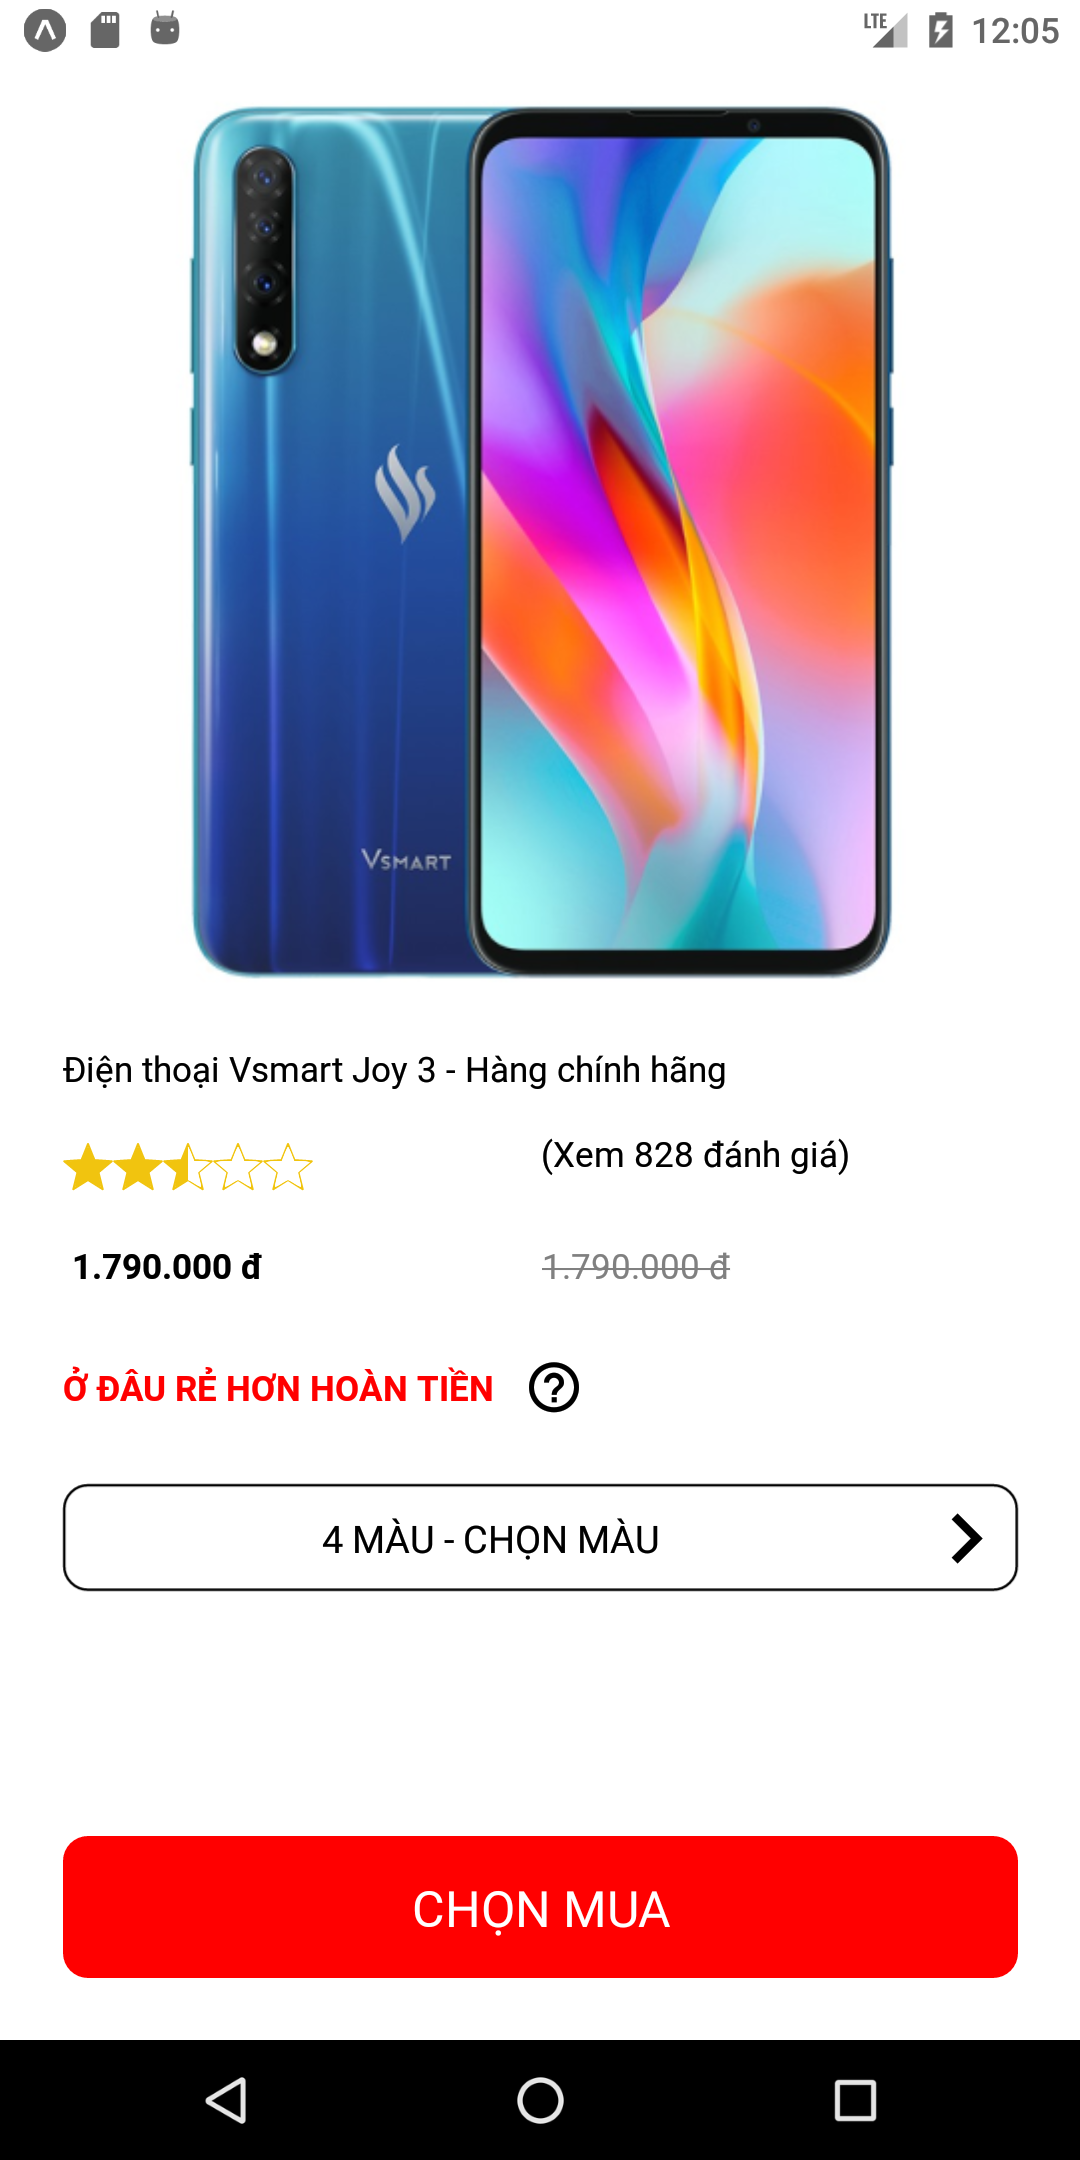 LTE 12:05
VSMART
Điện thoại Vsmart Joy 3 - Hàng chính hãng
(Xem 828 đánh giá)
1.790.000 đ 1.790.000 đ
Ở ĐÂU RẺ HƠN HOÀN TIỀN
4 MÀU - CHỌN MÀU
CHỌN MUA